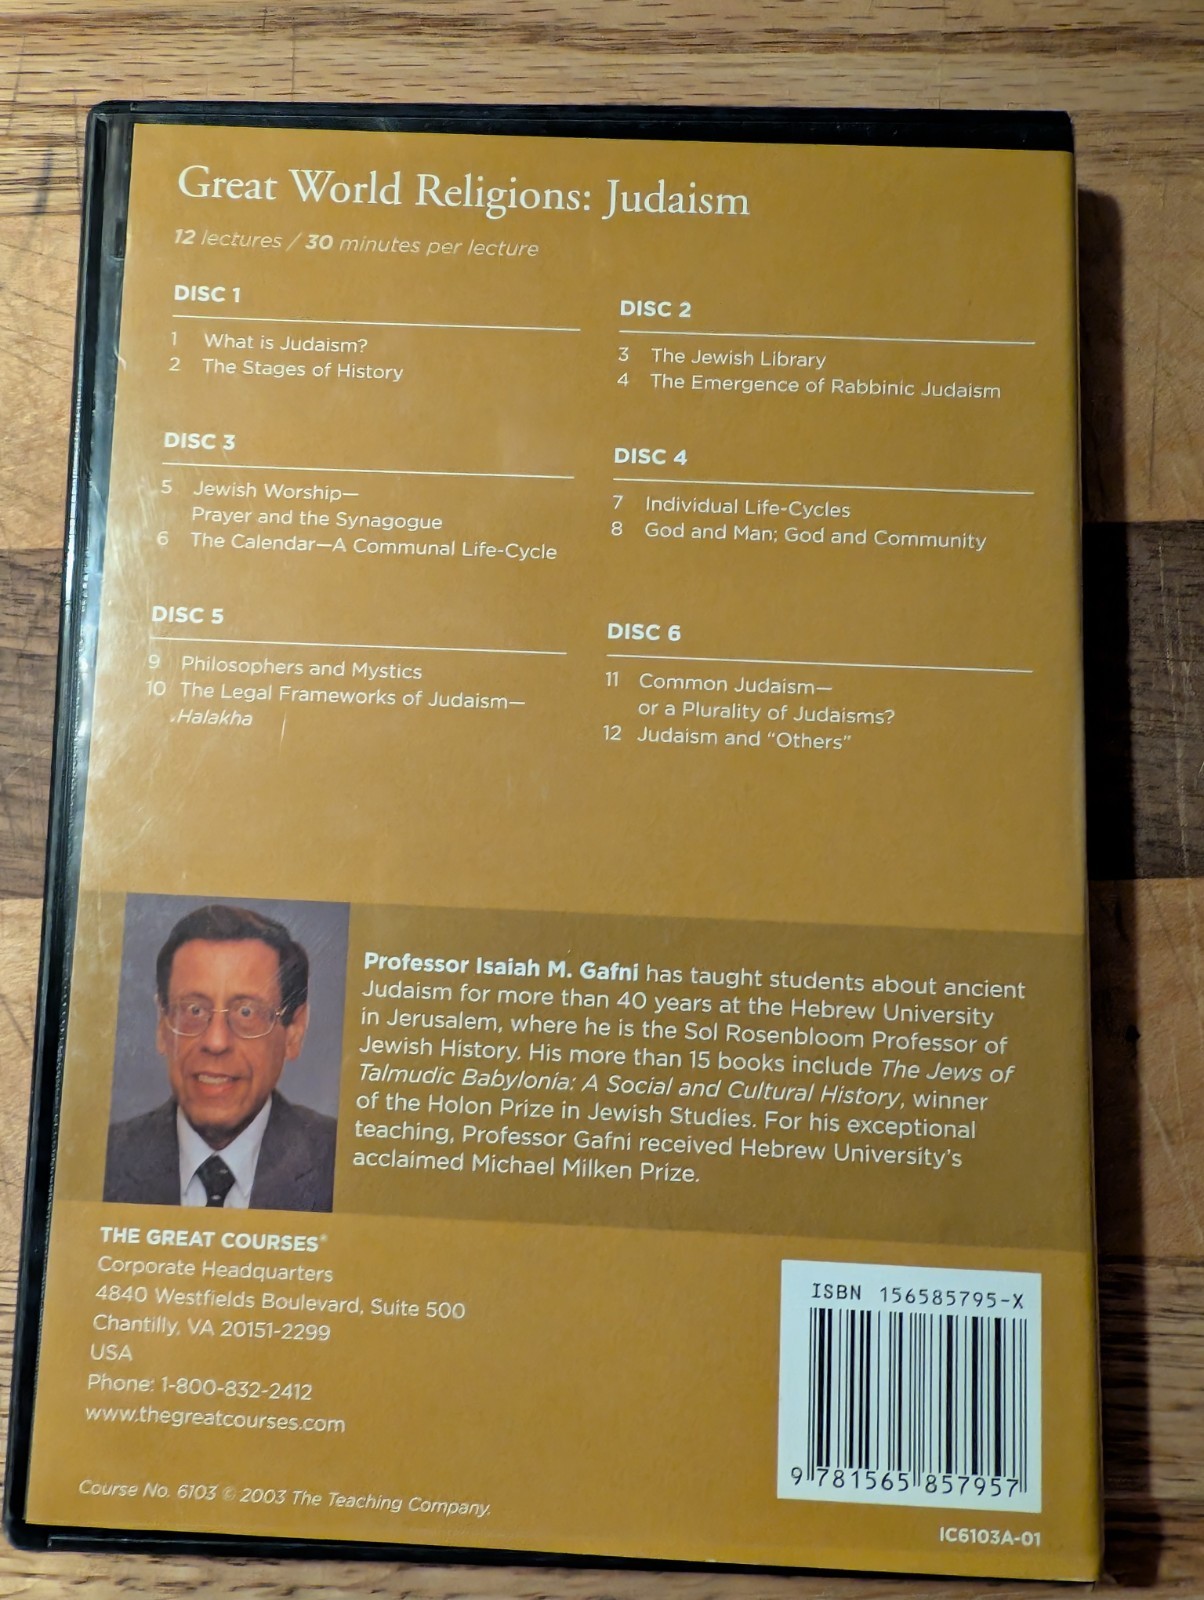 Great World Religions: Judaism
12 lectures / 30 minutes per lecture
DISC 1
1 What is Judaism?
2 The Stages of History
DISC 2
3 The Jewish Library
4 The Emergence of Rabbinic Judaism
DISC 3
5 Jewish Worship—
Prayer and the Synagogue
6 The Calendar—A Communal Life-Cycle
DISC 4
7 Individual Life-Cycles
8 God and Man; God and Community
DISC 5
9 Philosophers and Mystics
10 The Legal Frameworks of Judaism—
Halakha
DISC 6
11 Common Judaism—
or a Plurality of Judaisms?
12 Judaism and “Others”
Professor Isaiah M. Gafni has taught students about ancient
Judaism for more than 40 years at the Hebrew University
in Jerusalem, where he is the Sol Rosenbloom Professor of
Jewish History. His more than 15 books include The Jews of
Talmudic Babylonia: A Social and Cultural History, winner
of the Holon Prize in Jewish Studies. For his exceptional
teaching, Professor Gafni received Hebrew University’s
acclaimed Michael Milken Prize.
THE GREAT COURSES®
Corporate Headquarters
4840 Westfields Boulevard, Suite 500
Chantilly, VA 20151-2299
USA
Phone: 1-800-832-2412
www.thegreatcourses.com
Course No. 6103 © 2003 The Teaching Company.
ISBN 156585795-X
9 781565 857957
IC6103A-01